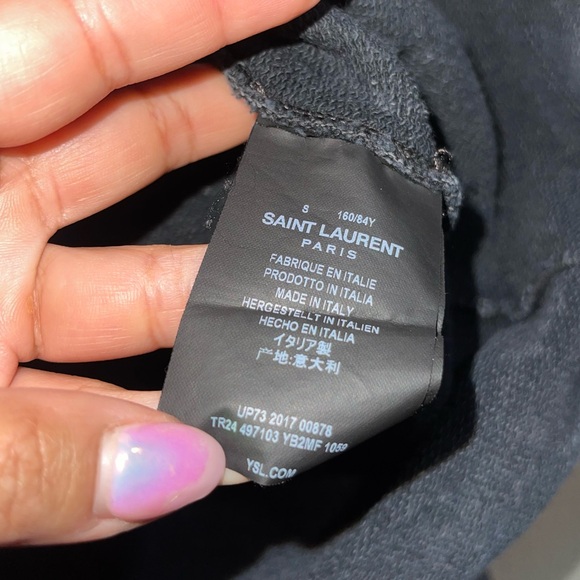 S 160/84Y
SAINT LAURENT
PARIS
FABRIQUE EN ITALIE
PRODOTTO IN ITALIA
MADE IN ITALY
HERGESTELLT IN ITALIEN
HECHO EN ITALIA
イタリア製
产地:意大利
UP73 2017 00878
TR24 497103 YB2MF 1059
YSL.COM